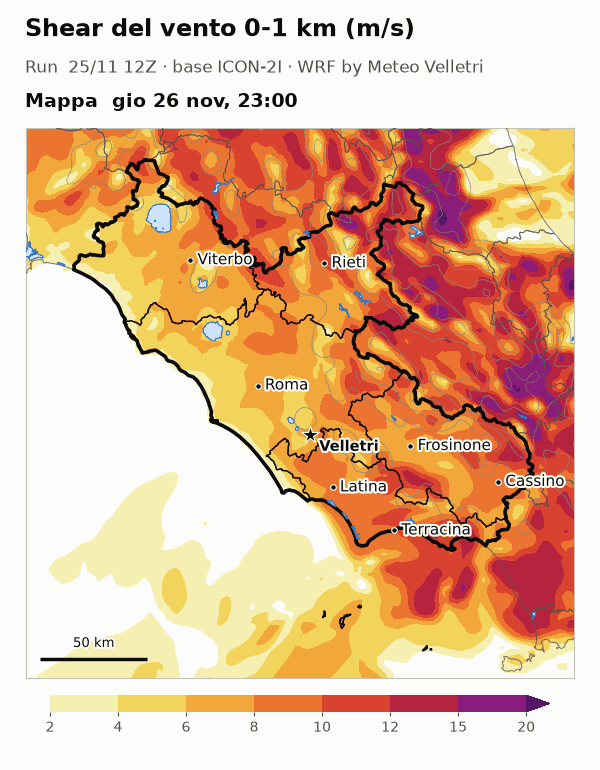 Shear del vento 0-1 km (m/s)
Run  25/11 12Z · base ICON-2I · WRF by Meteo Velletri
Mappa  gio 26 nov, 23:00
Viterbo
Rieti
Roma
Velletri
Frosinone
Latina
Cassino
Terracina
50 km
2 4 6 8 10 12 15 20